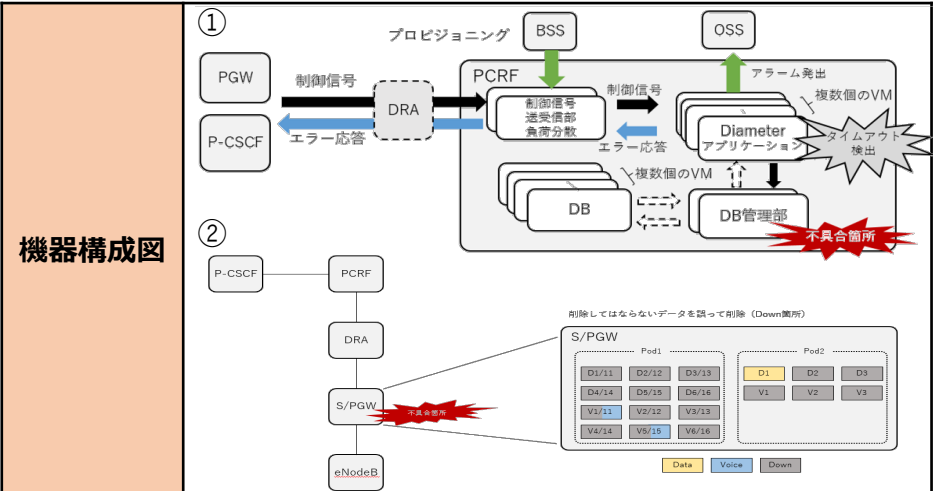 機器構成図
①
プロビジョニング
BSS
OSS
PGW
P-CSCF
制御信号
エラー応答
DRA
PCRF
制御信号
送受信部
負荷分散
制御信号
エラー応答
アラーム発出
複数個のVM
Diameter
アプリケーション
タイムアウト
検出
複数個のVM
DB
DB管理部
不具合箇所
②
P-CSCF
PCRF
DRA
S/PGW
不具合箇所
eNodeB
削除してはならないデータを誤って削除（Down箇所）
S/PGW
Pod1
D1/11 D2/12 D3/13
D4/14 D5/15 D6/16
V1/11 V2/12 V3/13
V4/14 V5/15 V6/16
Pod2
D1 D2 D3
V1 V2 V3
Data Voice Down